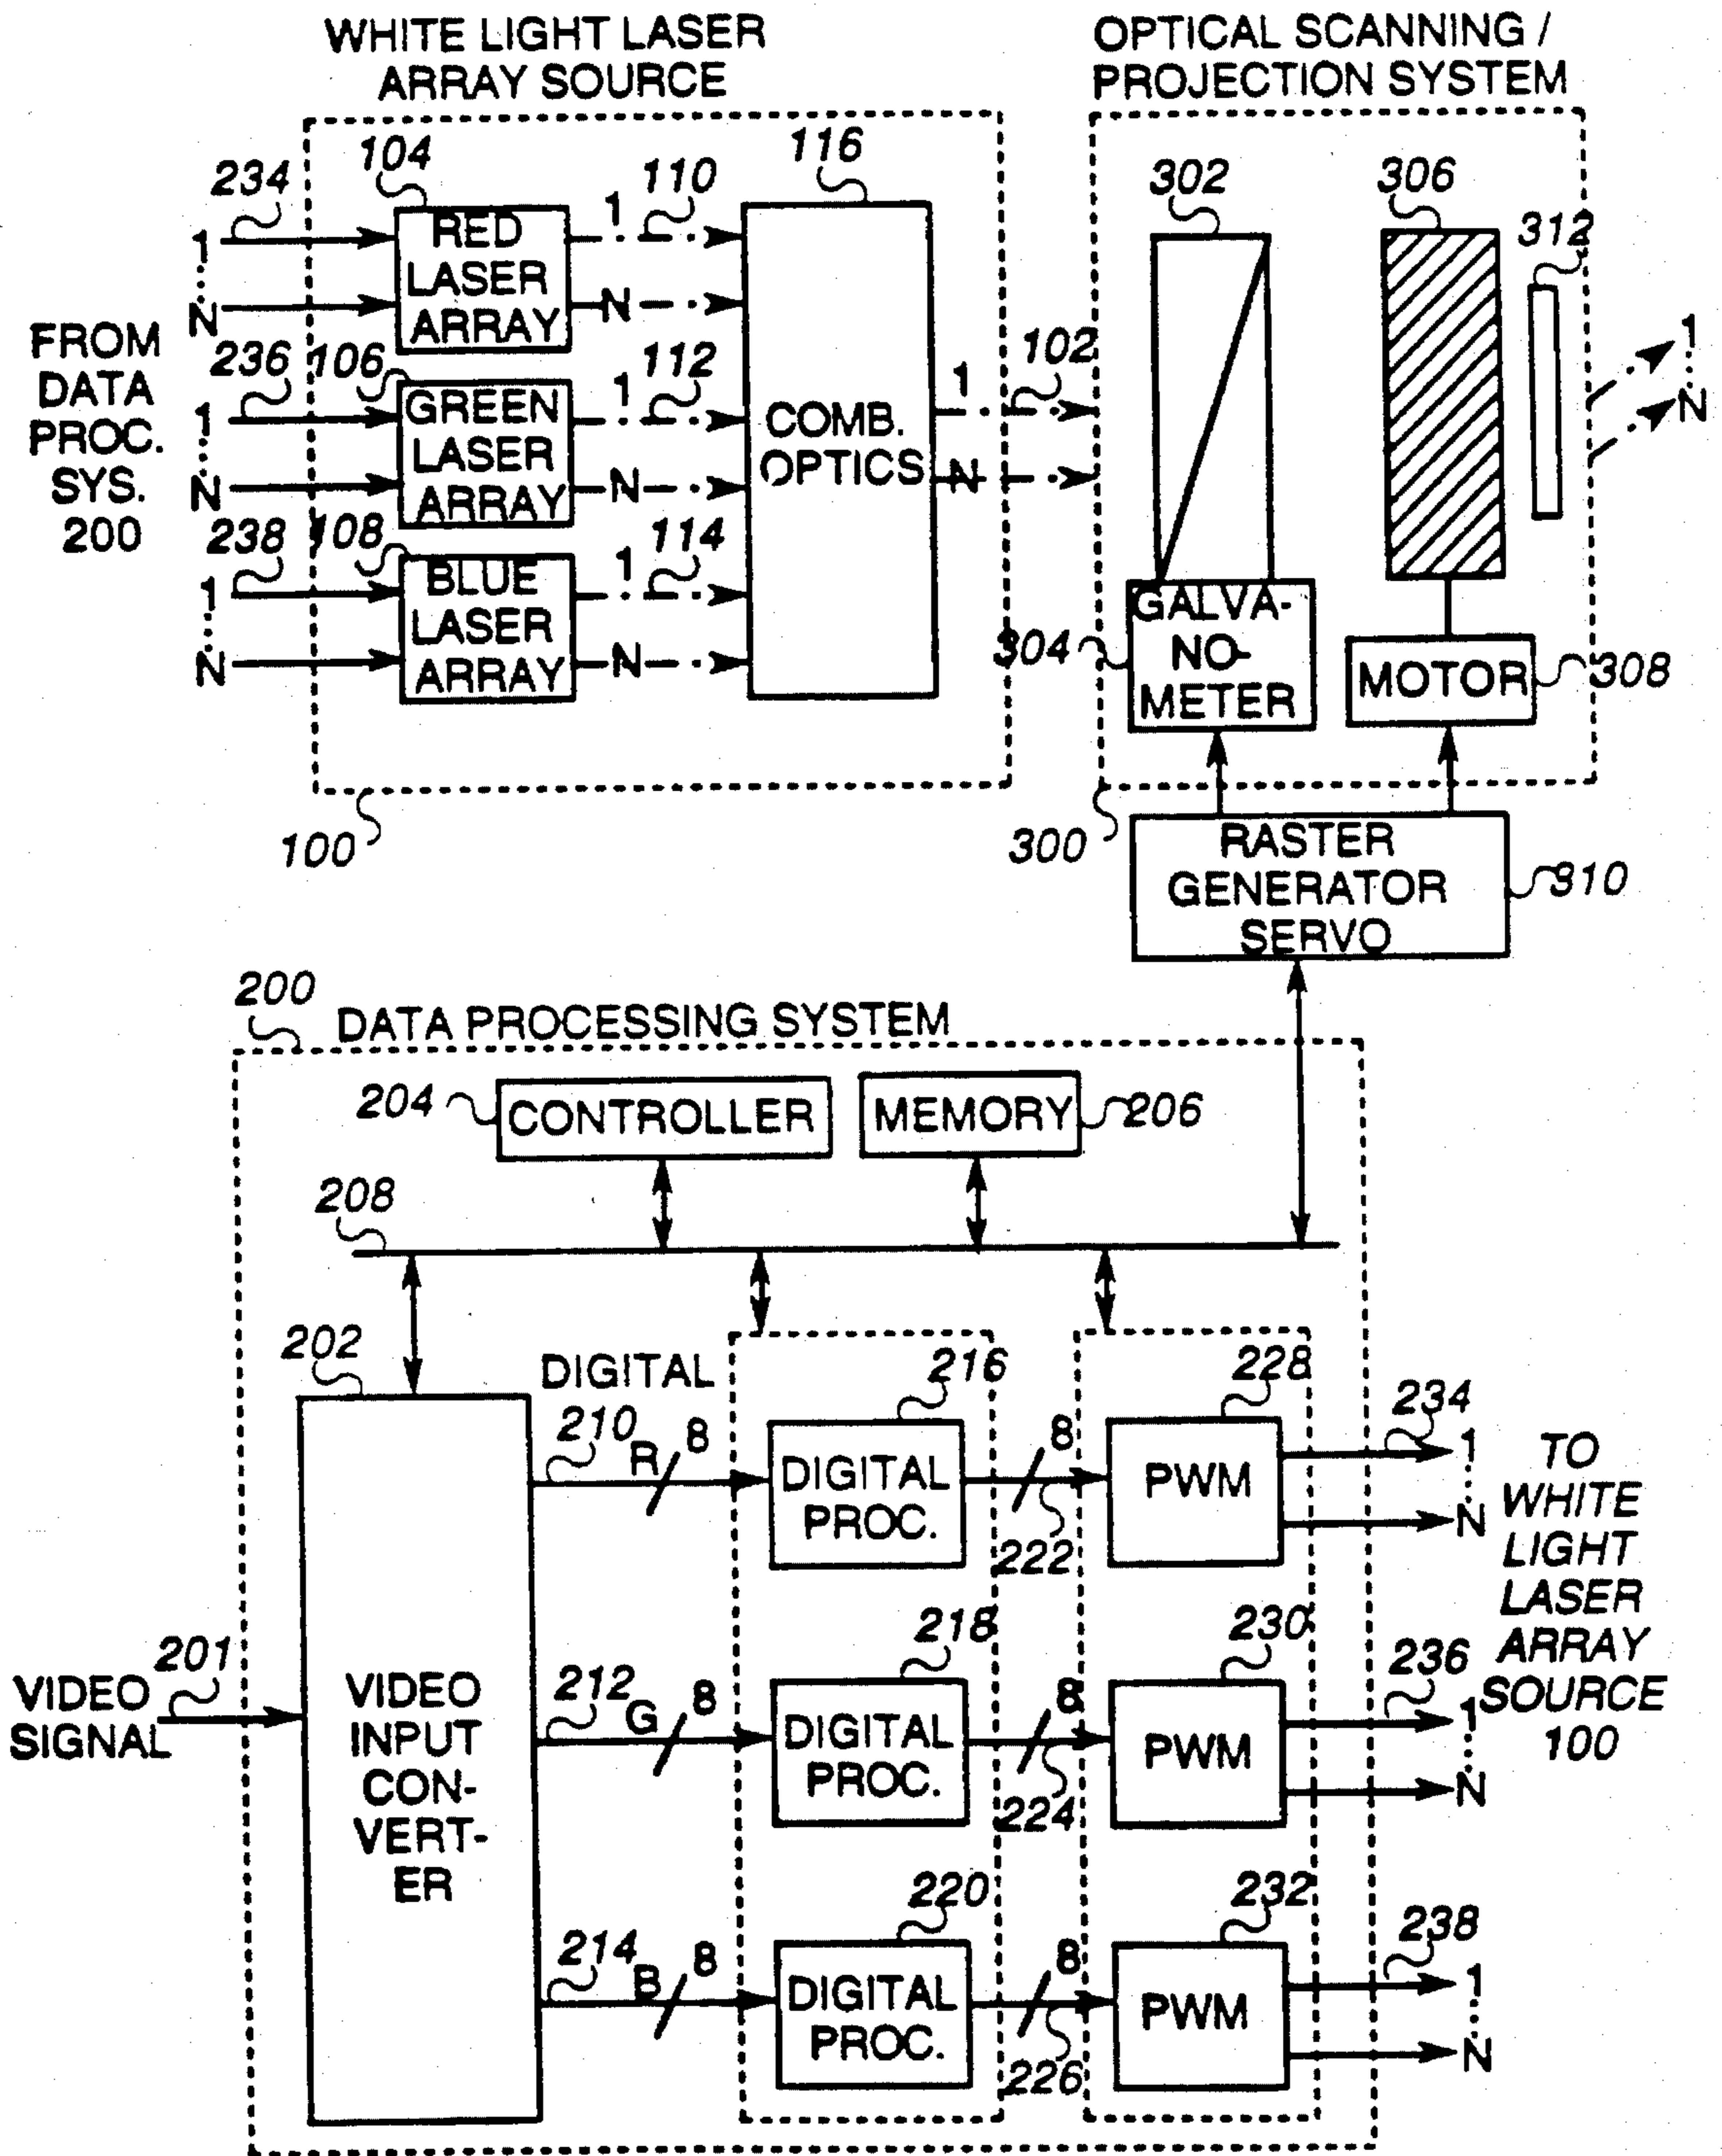 WHITE LIGHT LASER
ARRAY SOURCE
OPTICAL SCANNING /
PROJECTION SYSTEM
104
116
234
110
302
306
312
1
N
RED
LASER
ARRAY
1
N
FROM
DATA
PROC.
SYS.
200
236
106
112
102
1
N
GREEN
LASER
ARRAY
1
N
COMB.
OPTICS
1
N
1
N
238
108
114
1
N
BLUE
LASER
ARRAY
1
N
GALVA-
NO-
METER
304
MOTOR
308
100
300
RASTER
GENERATOR
SERVO
310
200
DATA PROCESSING SYSTEM
204
CONTROLLER
MEMORY
206
208
202
DIGITAL
216
228
234
210
R
8
DIGITAL
PROC.
8
222
PWM
1
N
TO
WHITE
LIGHT
LASER
ARRAY
SOURCE
100
VIDEO
SIGNAL
201
VIDEO
INPUT
CON-
VERT-
ER
218
230
236
212
G
8
DIGITAL
PROC.
8
224
PWM
1
N
220
232
238
214
B
8
DIGITAL
PROC.
8
226
PWM
1
N